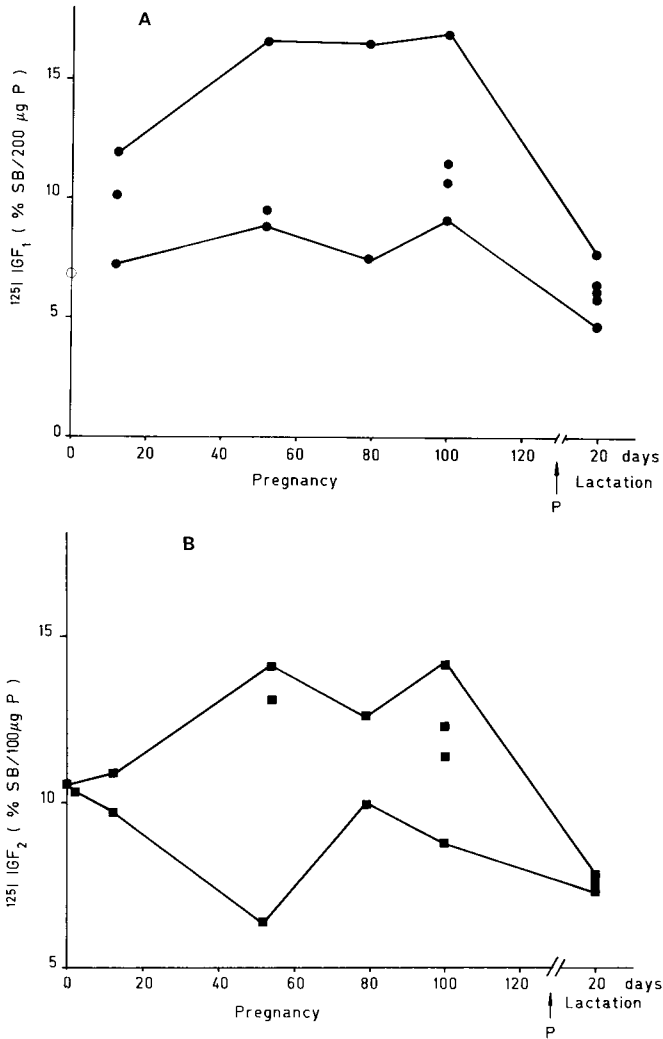 A
¹²⁵I IGF₁ ( % SB/200 µg P )
15
10
5
0
0 20 40 60 80 100 120 20 days
Pregnancy Lactation
P
B
¹²⁵I IGF₂ ( % SB/100µg P )
15
10
5
0 20 40 60 80 100 120 20 days
Pregnancy Lactation
P